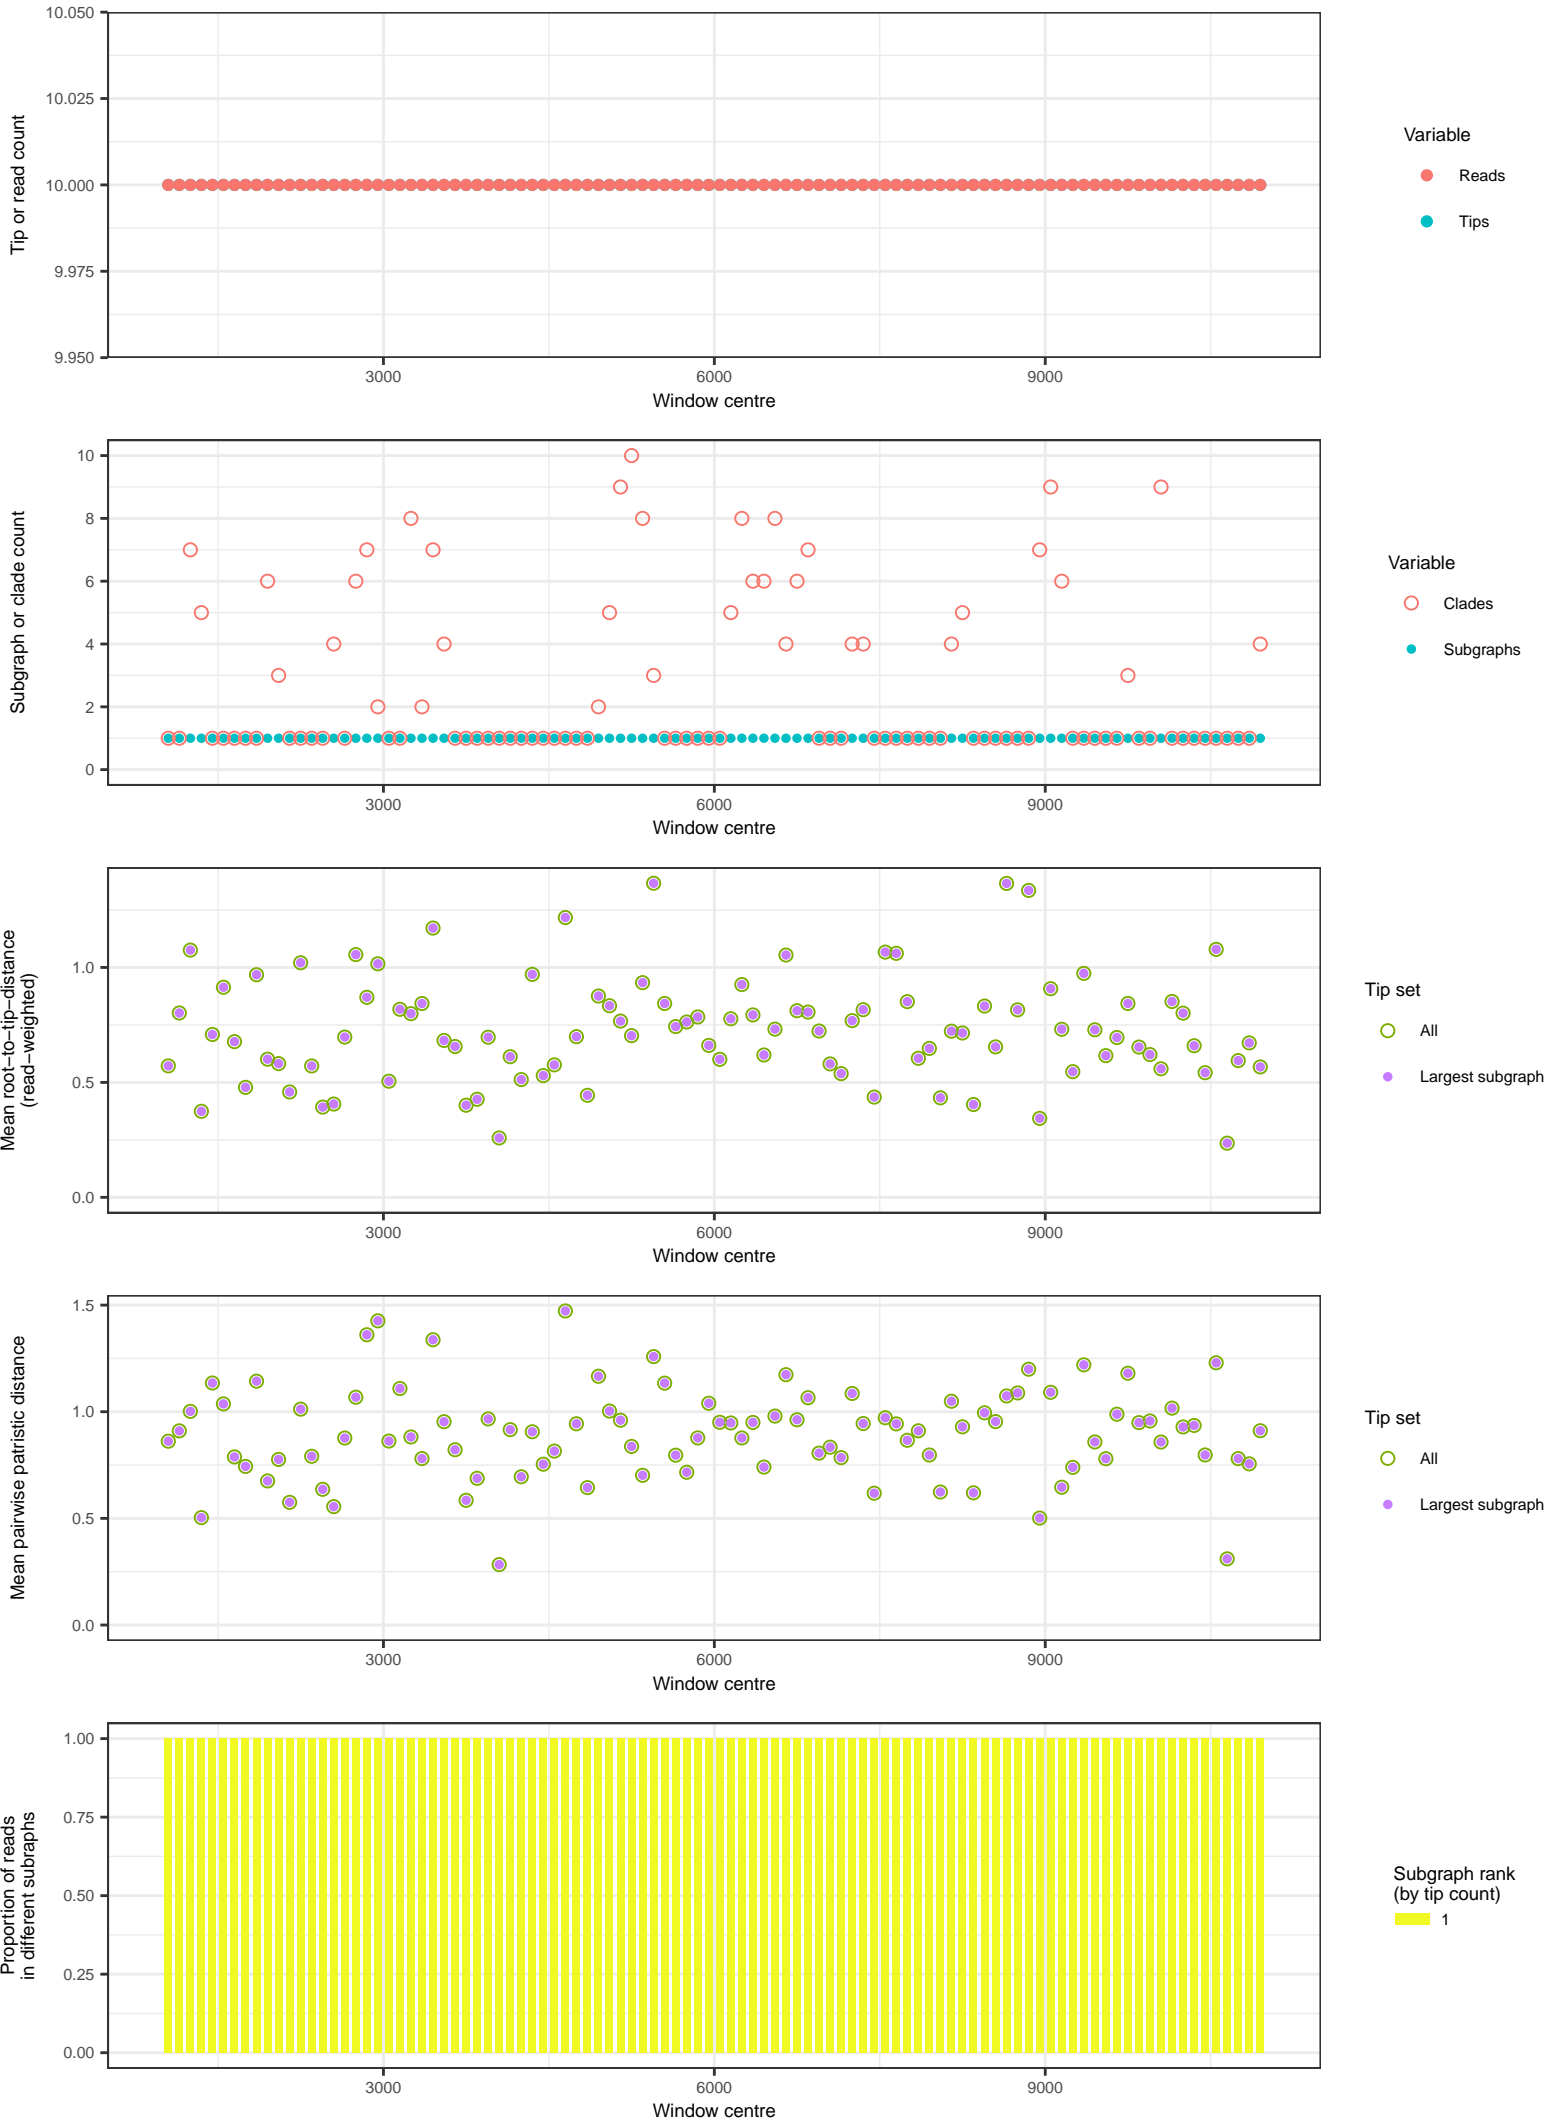 10.050
10.025
10.000
9.975
9.950
Tip or read count
3000 6000 9000
Window centre
Variable
Reads
Tips
10
8
6
4
2
0
Subgraph or clade count
3000 6000 9000
Window centre
Variable
Clades
Subgraphs
1.0
0.5
0.0
Mean root−to−tip−distance
(read−weighted)
3000 6000 9000
Window centre
Tip set
All
Largest subgraph
1.5
1.0
0.5
0.0
Mean pairwise patristic distance
3000 6000 9000
Window centre
Tip set
All
Largest subgraph
1.00
0.75
0.50
0.25
0.00
Proportion of reads
in different subraphs
3000 6000 9000
Window centre
Subgraph rank
(by tip count)
1